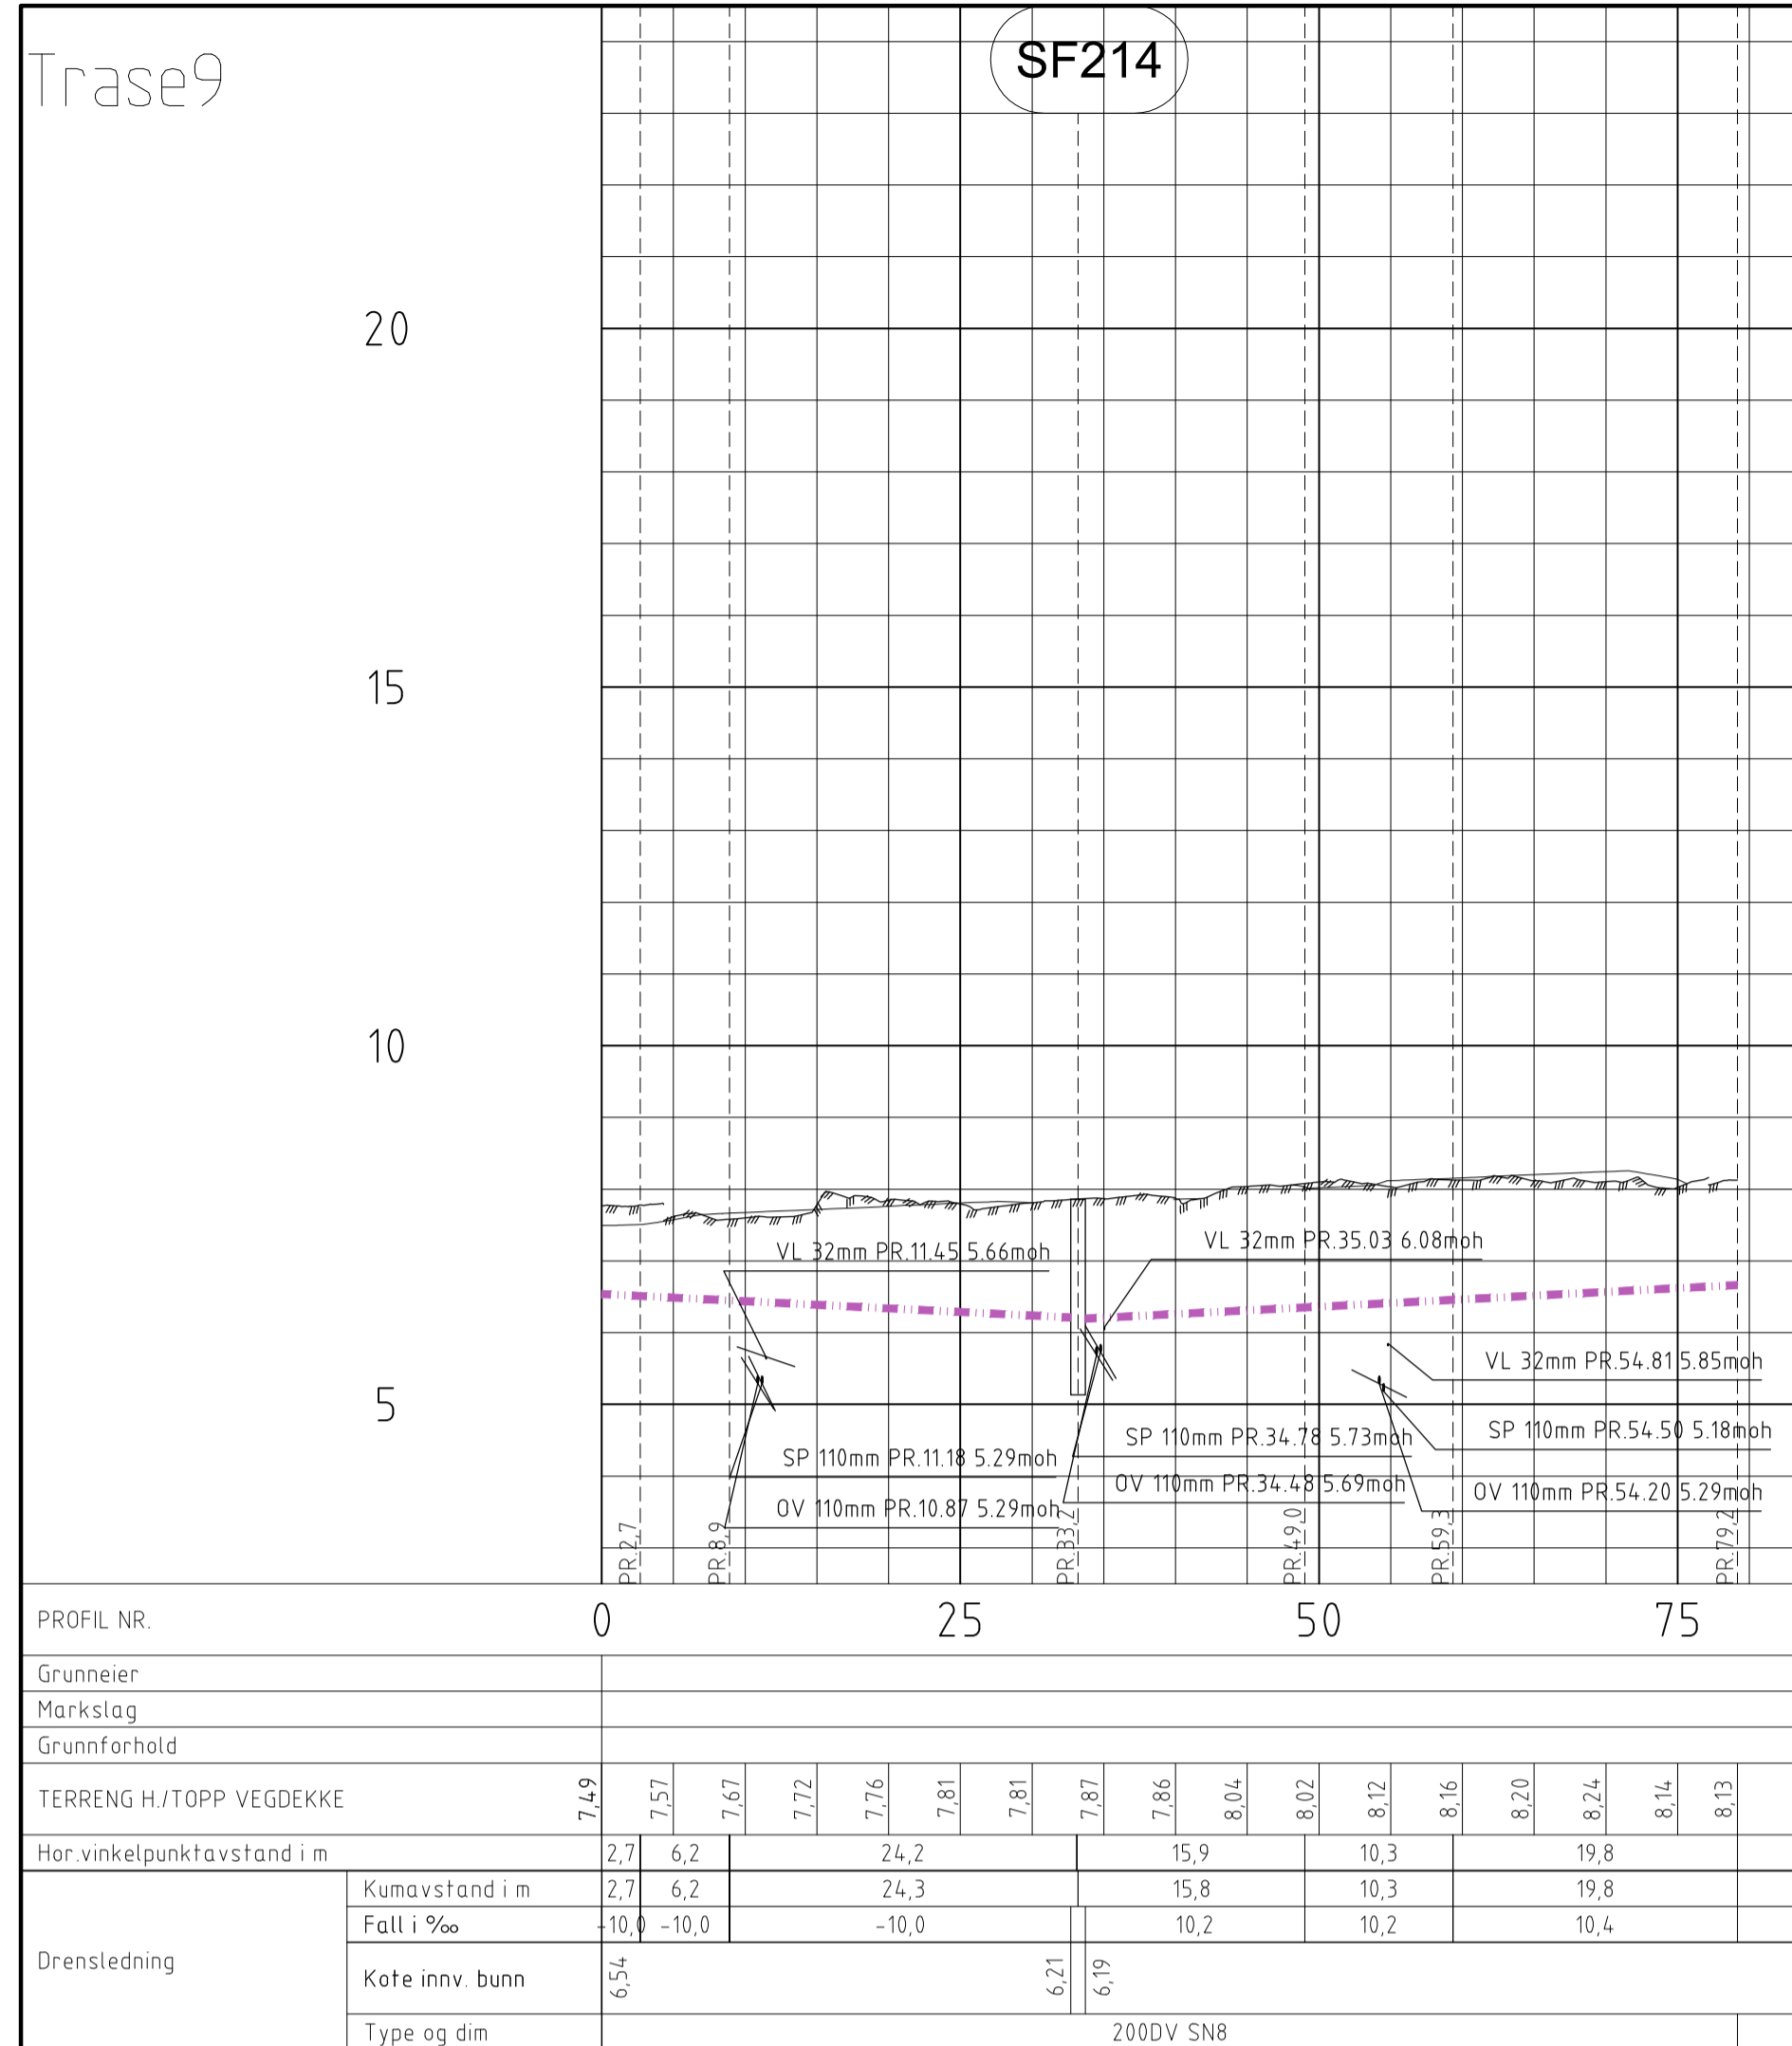 SF214
Trase9
20
15
10
5
VL 32mm PR.11.45 5.66moh
VL 32mm PR.35.03 6.08moh
VL 32mm PR.54.81 5.85moh
SP 110mm PR.11.18 5.29moh
SP 110mm PR.34.78 5.73moh
SP 110mm PR.54.50 5.18moh
OV 110mm PR.10.87 5.29moh
OV 110mm PR.34.48 5.69moh
OV 110mm PR.54.20 5.29moh
PR.2,7
PR.8,9
PR.33,2
PR.49,0
PR.59,3
PR.79,2
PROFIL NR.
0 25 50 75
Grunneier
Markslag
Grunnforhold
TERRENG H./TOPP VEGDEKKE
7,49 7,57 7,67 7,72 7,76 7,81 7,81 7,87 7,86 8,04 8,02 8,12 8,16 8,20 8,24 8,14 8,13
Hor.vinkelpunktavstand i m 2,7 6,2 24,2 15,9 10,3 19,8
Drensledning
Kumavstand i m 2,7 6,2 24,3 15,8 10,3 19,8
Fall i ‰ -10,0 -10,0 -10,0 10,2 10,2 10,4
Kote innv. bunn 6,54 6,21 6,19
Type og dim 200DV SN8